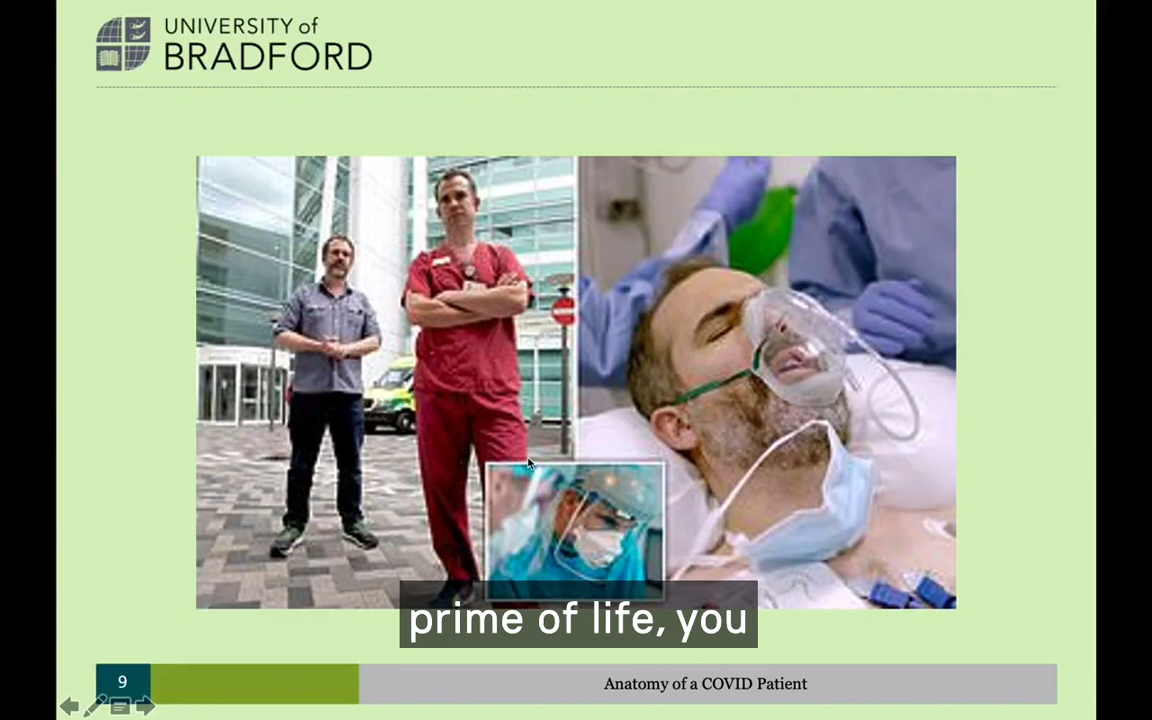 UNIVERSITY of
BRADFORD
prime of life, you
9
Anatomy of a COVID Patient